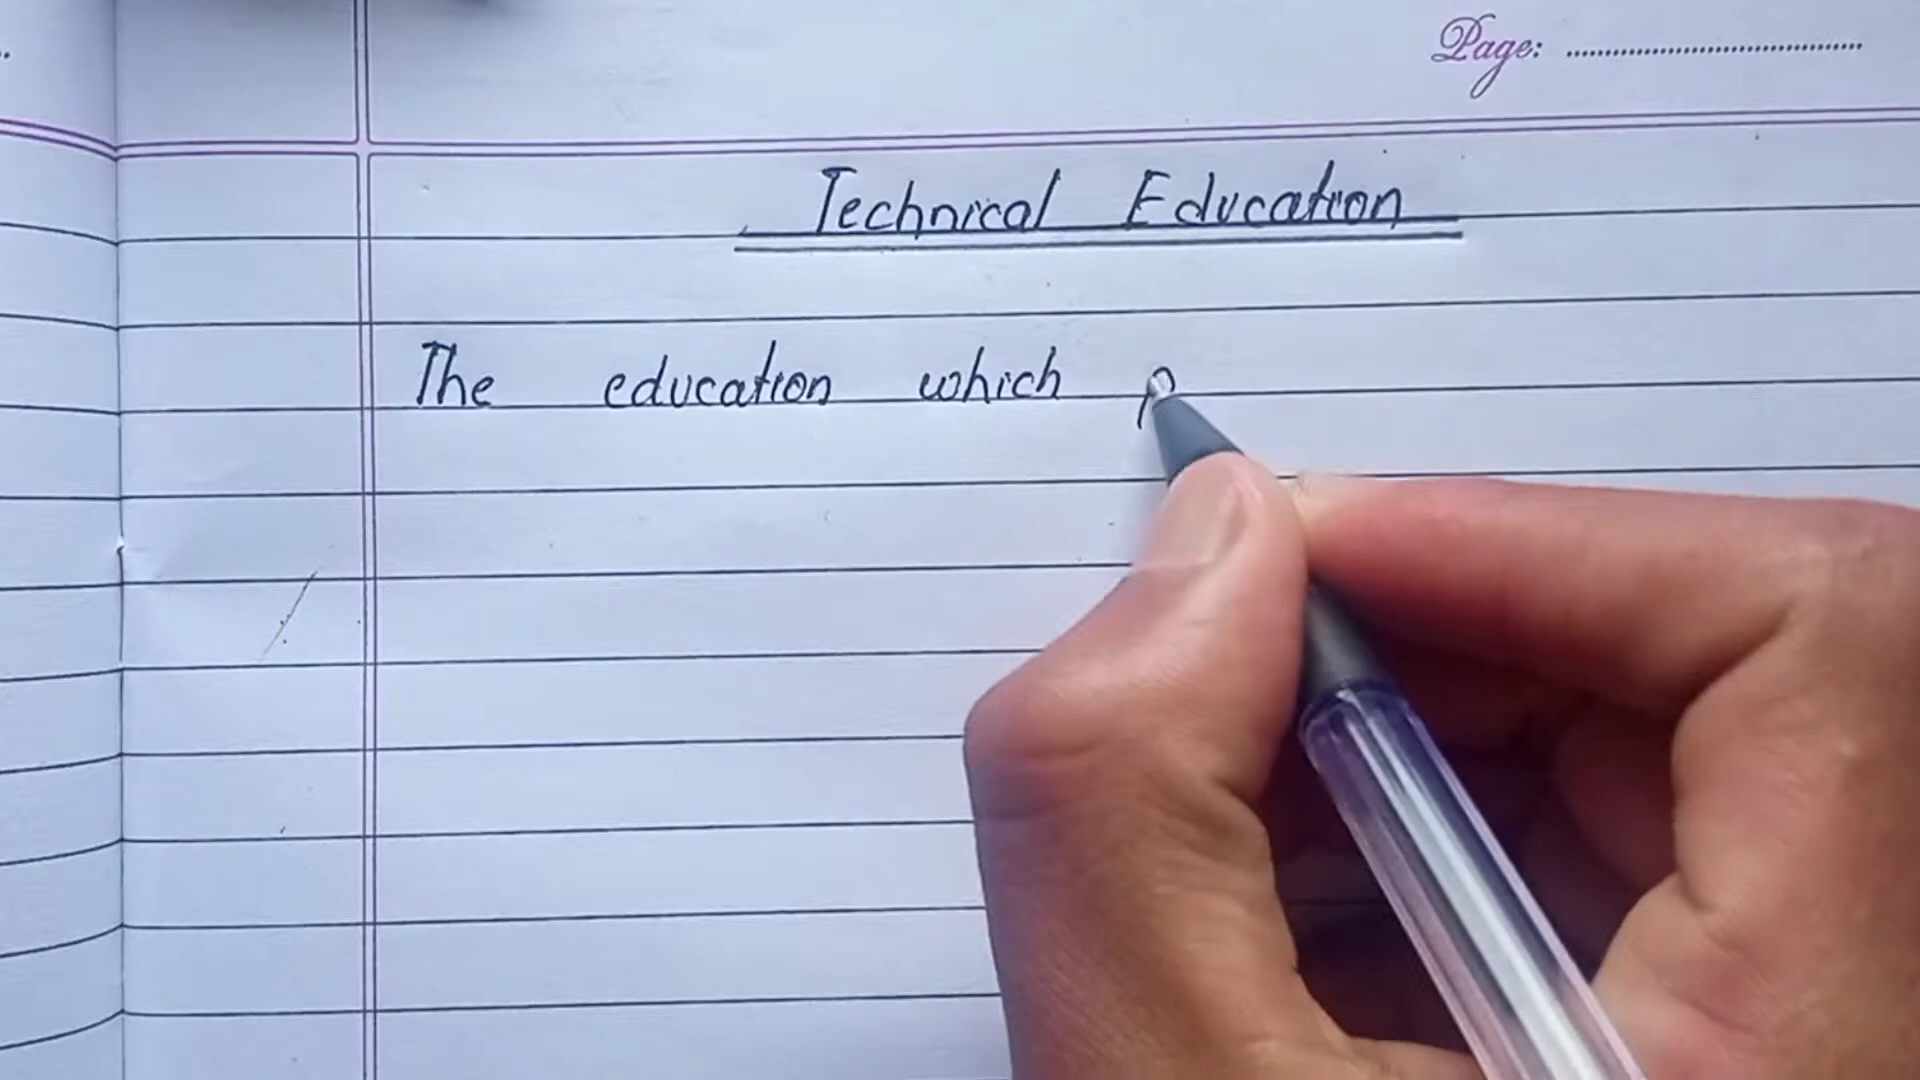 Page: ........................................
Technical Education
The education which p